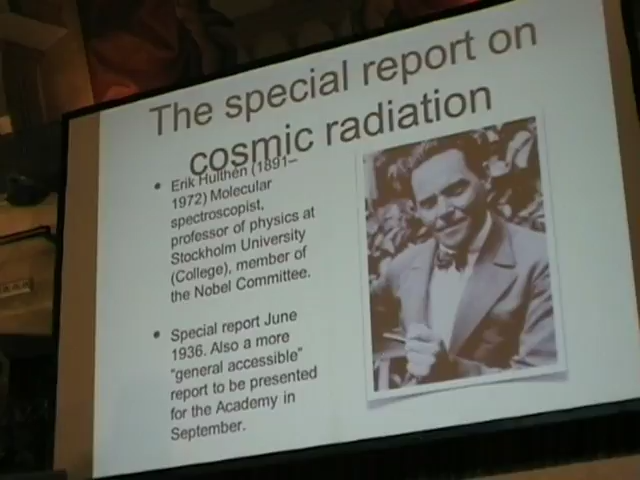 The special report on
cosmic radiation
• Erik Hulthén (1891–
1972) Molecular
spectroscopist,
professor of physics at
Stockholm University
(College), member of
the Nobel Committee.
• Special report June
1936. Also a more
"general accessible"
report to be presented
for the Academy in
September.